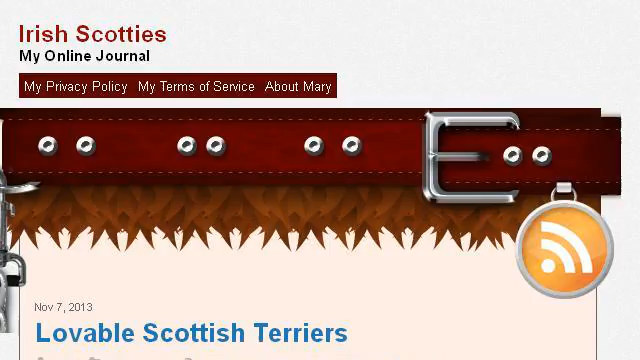 Irish Scotties
My Online Journal
My Privacy Policy My Terms of Service About Mary
Nov 7, 2013
Lovable Scottish Terriers